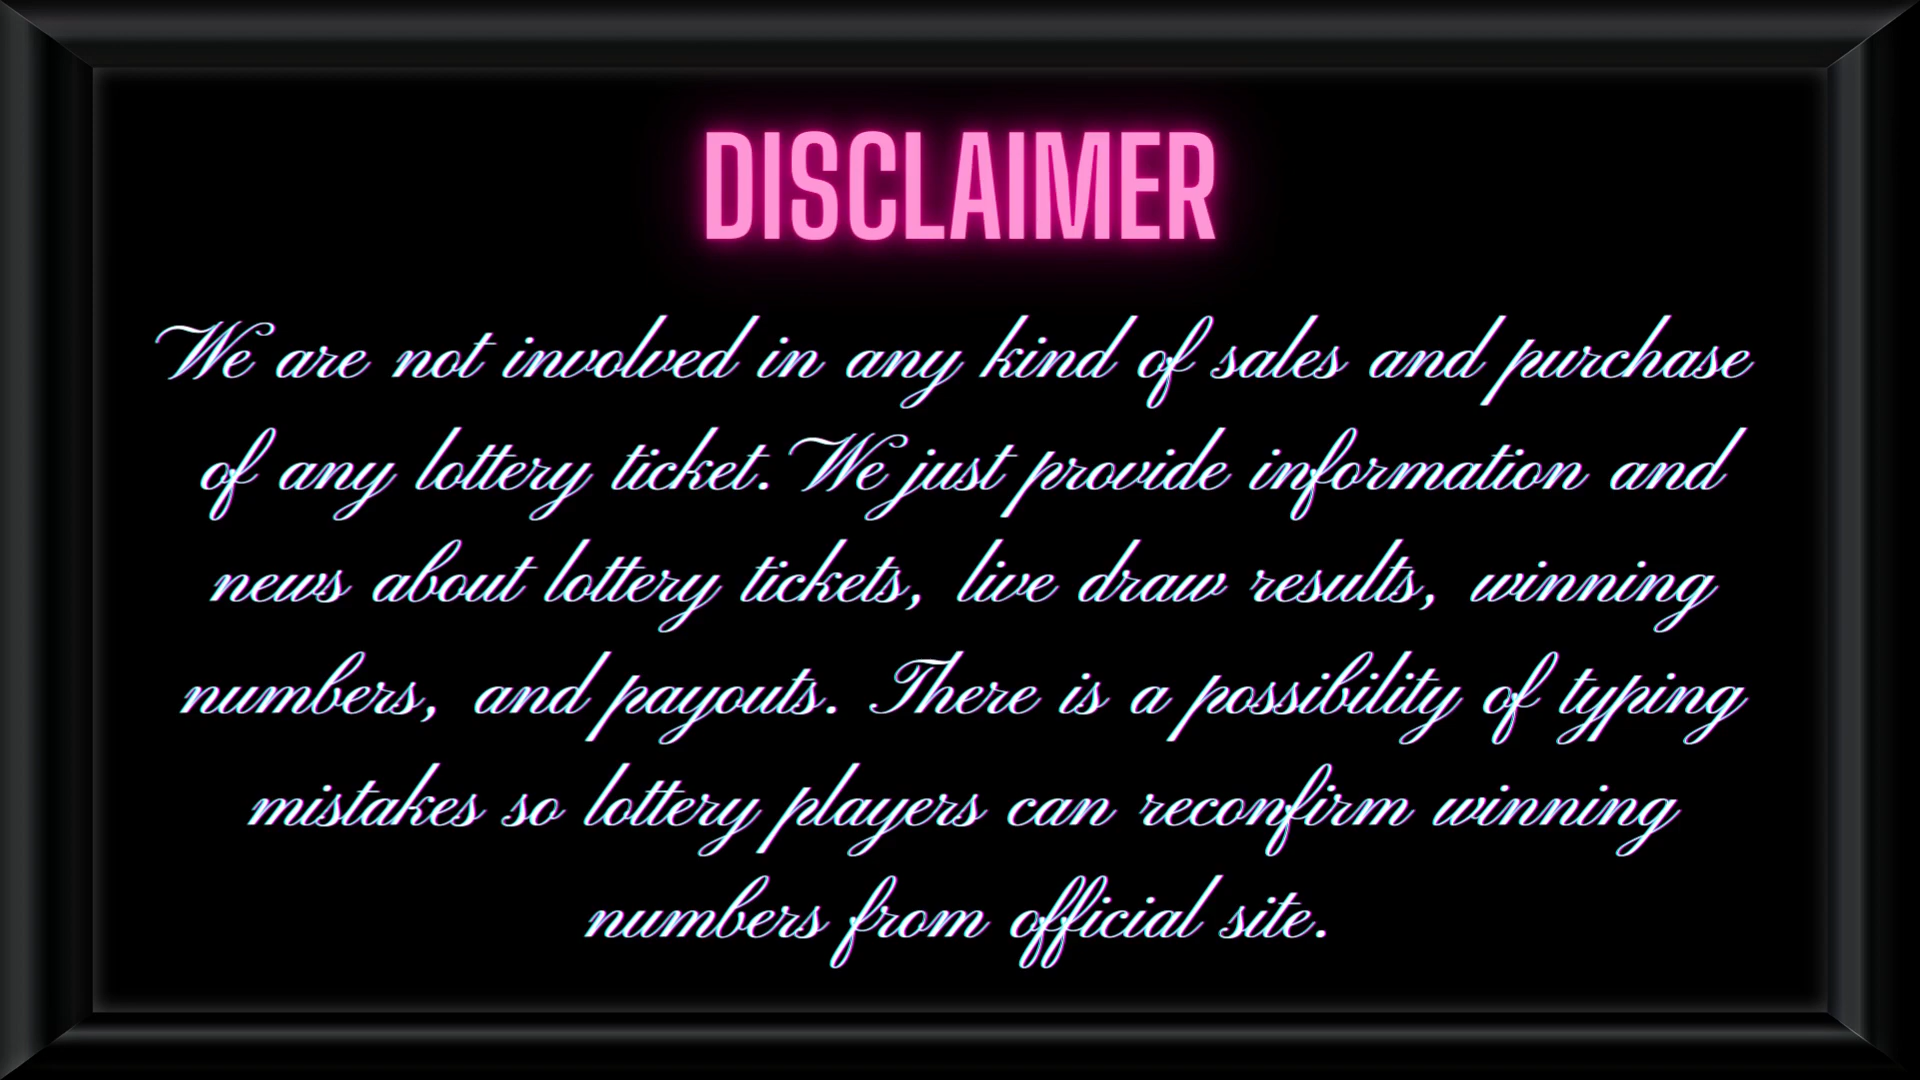 DISCLAIMER
We are not involved in any kind of sales and purchase
of any lottery ticket. We just provide information and
news about lottery tickets, live draw results, winning
numbers, and payouts. There is a possibility of typing
mistakes so lottery players can reconfirm winning
numbers from official site.